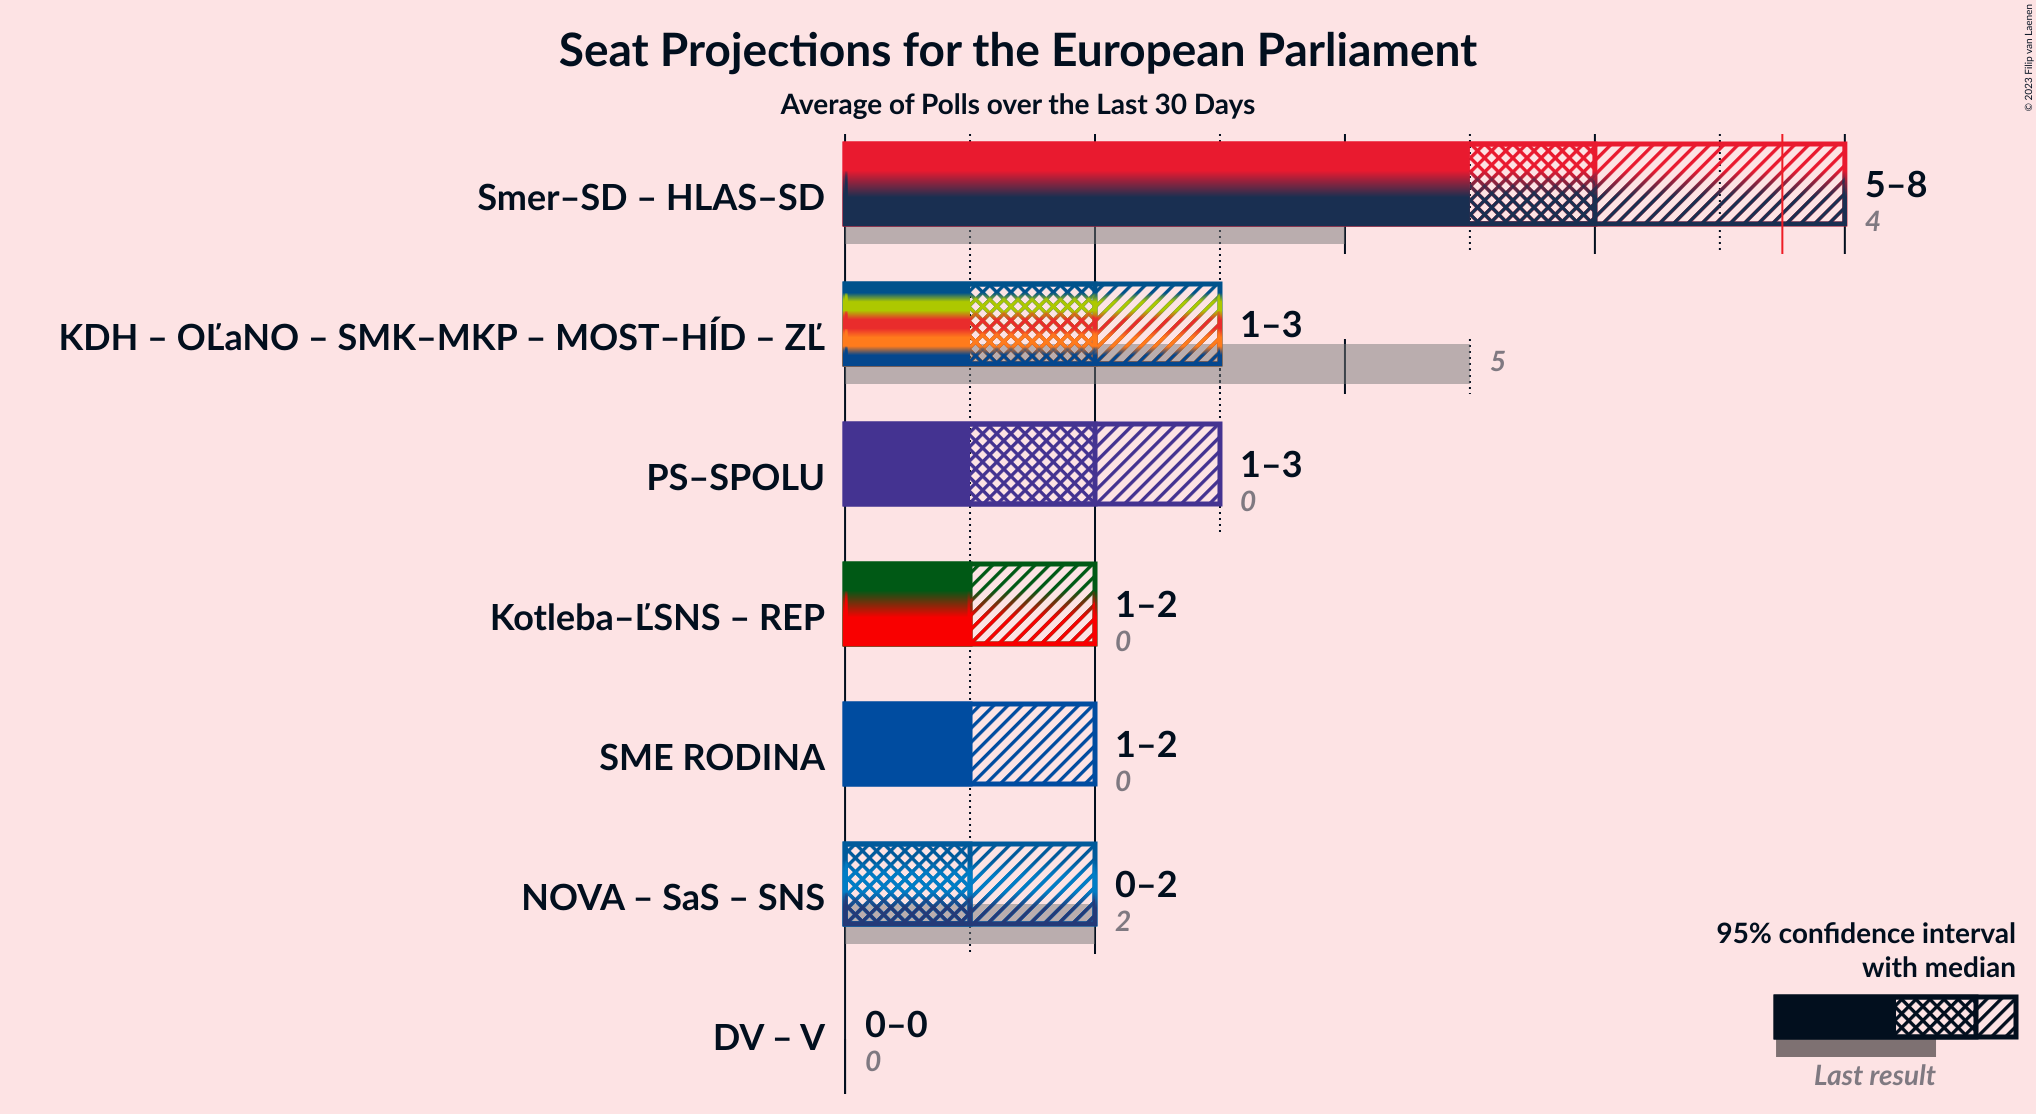 Seat Projections for the European Parliament
Average of Polls over the Last 30 Days
© 2023 Filip van Laenen
Smer–SD – HLAS–SD
5–8
4
KDH – OĽaNO – SMK–MKP – MOST–HÍD – ZĽ
1–3
5
PS–SPOLU
1–3
0
Kotleba–ĽSNS – REP
1–2
0
SME RODINA
1–2
0
NOVA – SaS – SNS
0–2
2
DV – V
0–0
0
95% confidence interval
with median
Last result